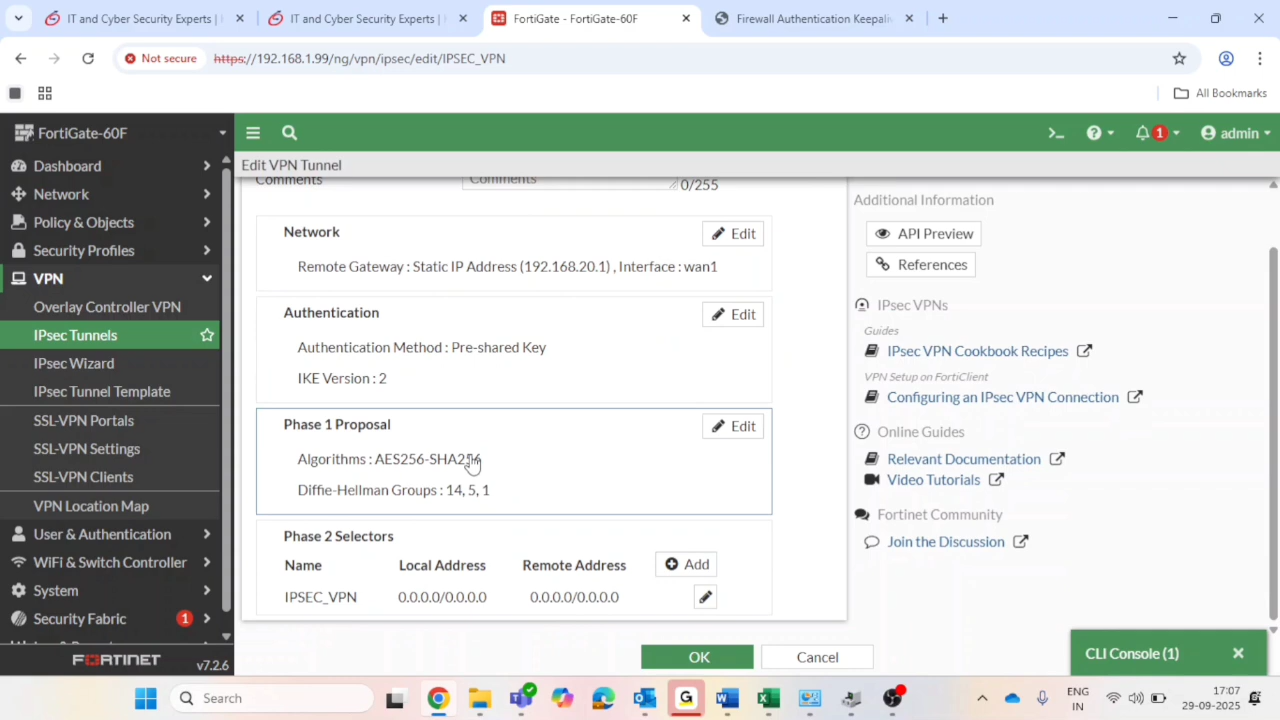 IT and Cyber Security Experts |
IT and Cyber Security Experts |
FortiGate - FortiGate-60F
Firewall Authentication Keepaliv
Not secure
https://192.168.1.99/ng/vpn/ipsec/edit/IPSEC_VPN
All Bookmarks
FortiGate-60F
admin
1
Edit VPN Tunnel
Dashboard
Network
Policy & Objects
Security Profiles
VPN
Overlay Controller VPN
IPsec Tunnels
IPsec Wizard
IPsec Tunnel Template
SSL-VPN Portals
SSL-VPN Settings
SSL-VPN Clients
VPN Location Map
User & Authentication
WiFi & Switch Controller
System
Security Fabric 1
FORTINET v7.2.6
Comments Comments 0/255
Network Edit
Remote Gateway : Static IP Address (192.168.20.1) , Interface : wan1
Authentication Edit
Authentication Method : Pre-shared Key
IKE Version : 2
Phase 1 Proposal Edit
Algorithms : AES256-SHA256
Diffie-Hellman Groups : 14, 5, 1
Phase 2 Selectors
Name Local Address Remote Address Add
IPSEC_VPN 0.0.0.0/0.0.0.0 0.0.0.0/0.0.0.0
OK Cancel
Additional Information
API Preview
References
IPsec VPNs
Guides
IPsec VPN Cookbook Recipes
VPN Setup on FortiClient
Configuring an IPsec VPN Connection
Online Guides
Relevant Documentation
Video Tutorials
Fortinet Community
Join the Discussion
CLI Console (1)
Search
ENG
IN
17:07
29-09-2025